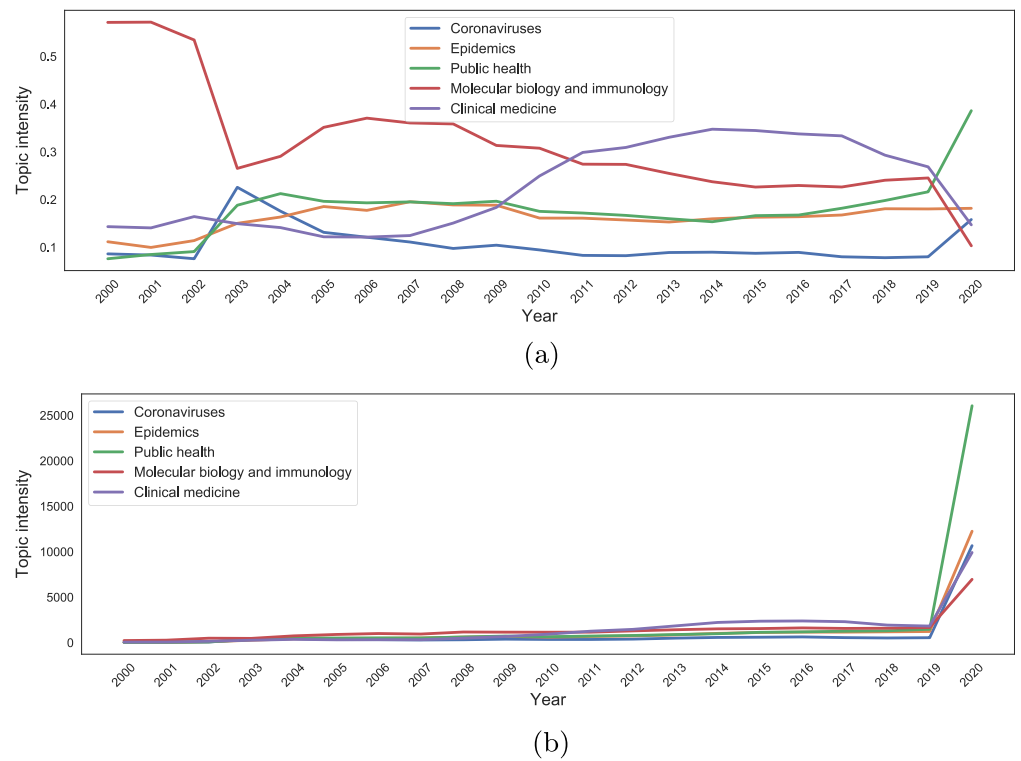 Coronaviruses
Epidemics
Public health
Molecular biology and immunology
Clinical medicine
Topic intensity
0.5
0.4
0.3
0.2
0.1
2000 2001 2002 2003 2004 2005 2006 2007 2008 2009 2010 2011 2012 2013 2014 2015 2016 2017 2018 2019 2020
Year
(a)
Coronaviruses
Epidemics
Public health
Molecular biology and immunology
Clinical medicine
Topic intensity
25000
20000
15000
10000
5000
0
2000 2001 2002 2003 2004 2005 2006 2007 2008 2009 2010 2011 2012 2013 2014 2015 2016 2017 2018 2019 2020
Year
(b)